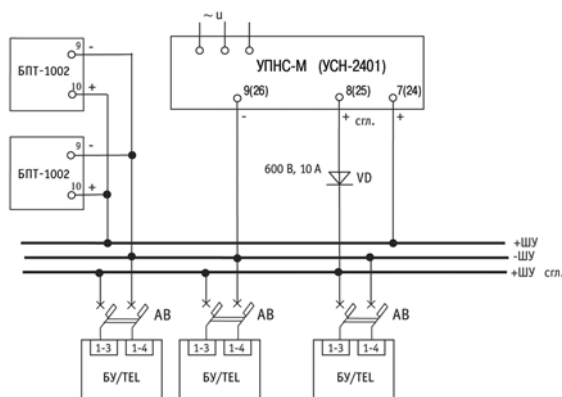 ~ u
УПНС-М (УСН-2401)
9(26)
8(25)
7(24)
-
+
сгл.
+
БПТ-1002
9
-
10
+
БПТ-1002
9
-
10
+
600 В, 10 А
VD
+ШУ
-ШУ
+ШУ сгл.
АВ
АВ
АВ
1-3
1-4
1-3
1-4
1-3
1-4
БУ/TEL
БУ/TEL
БУ/TEL